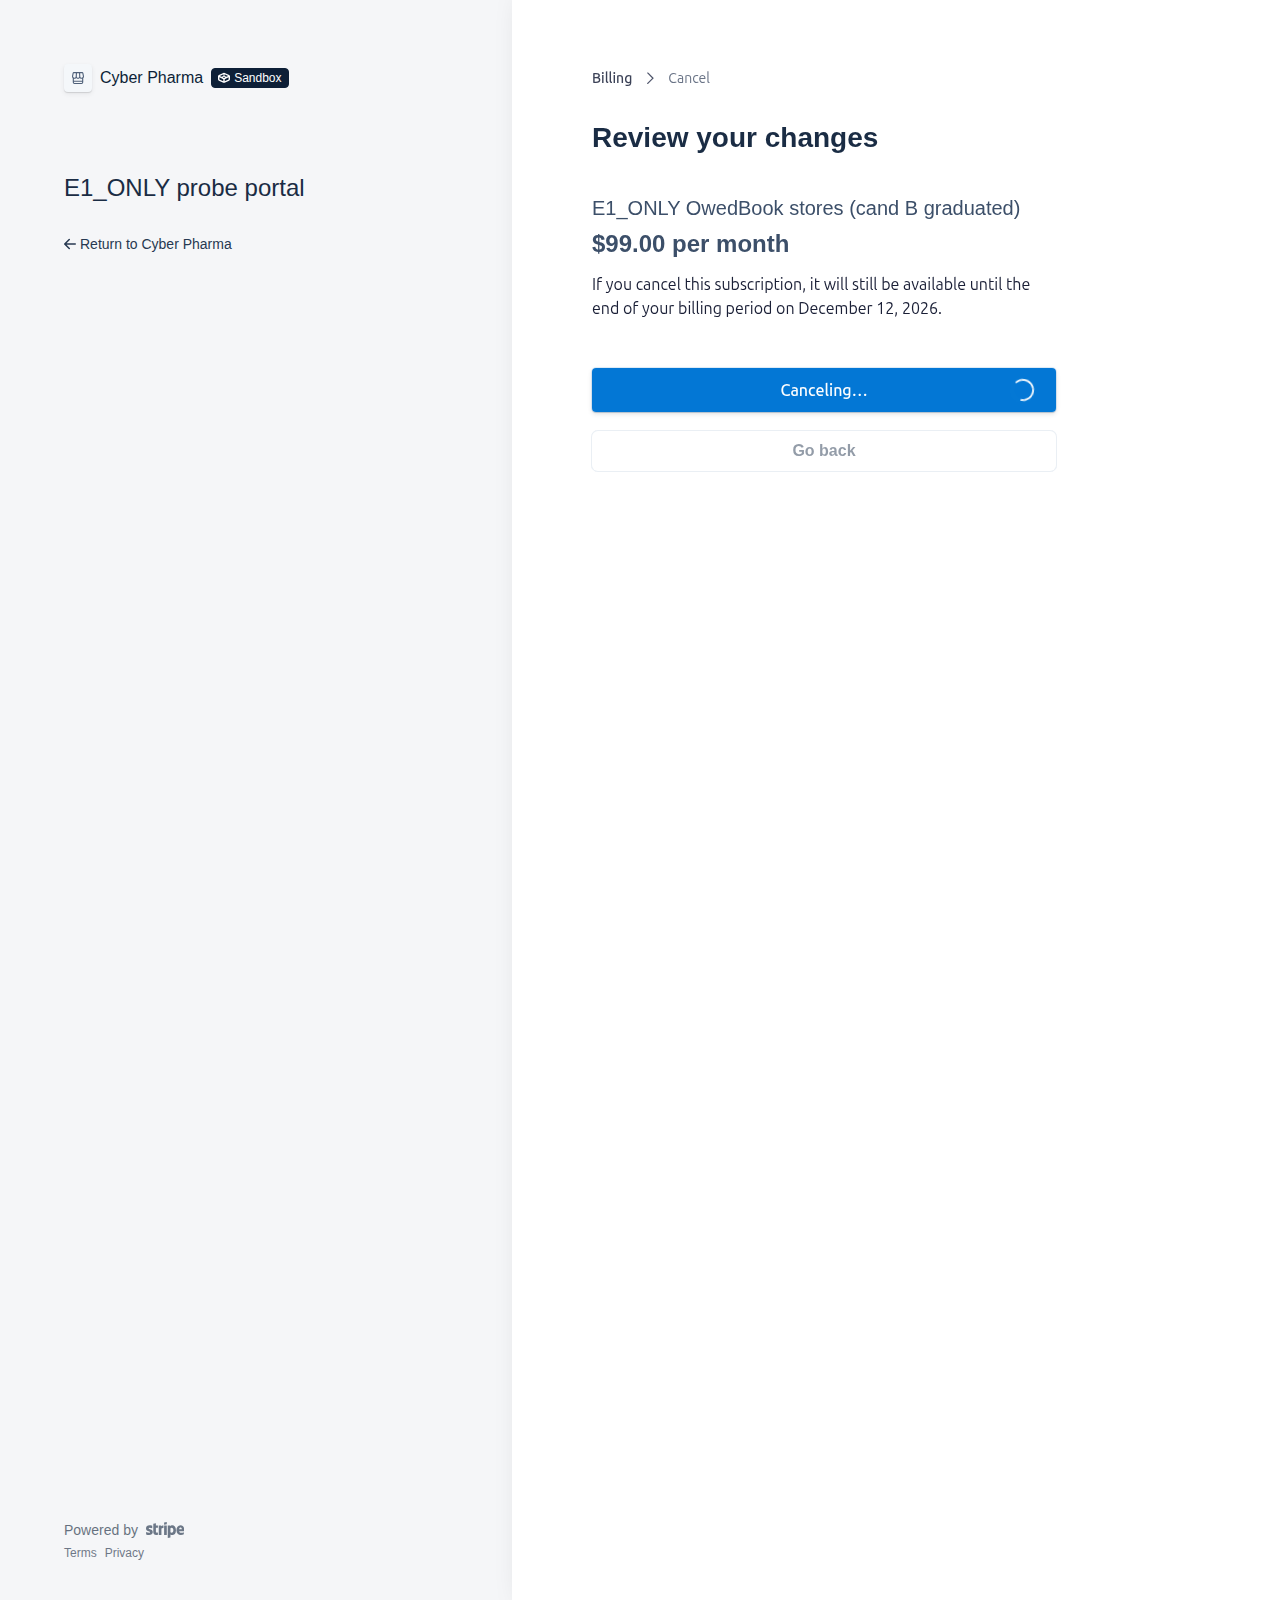 Cyber Pharma Sandbox
E1_ONLY probe portal
Return to Cyber Pharma
Powered by stripe
Terms Privacy
Billing Cancel
Review your changes
E1_ONLY OwedBook stores (cand B graduated)
$99.00 per month
If you cancel this subscription, it will still be available until the
end of your billing period on December 12, 2026.
Canceling...
Go back